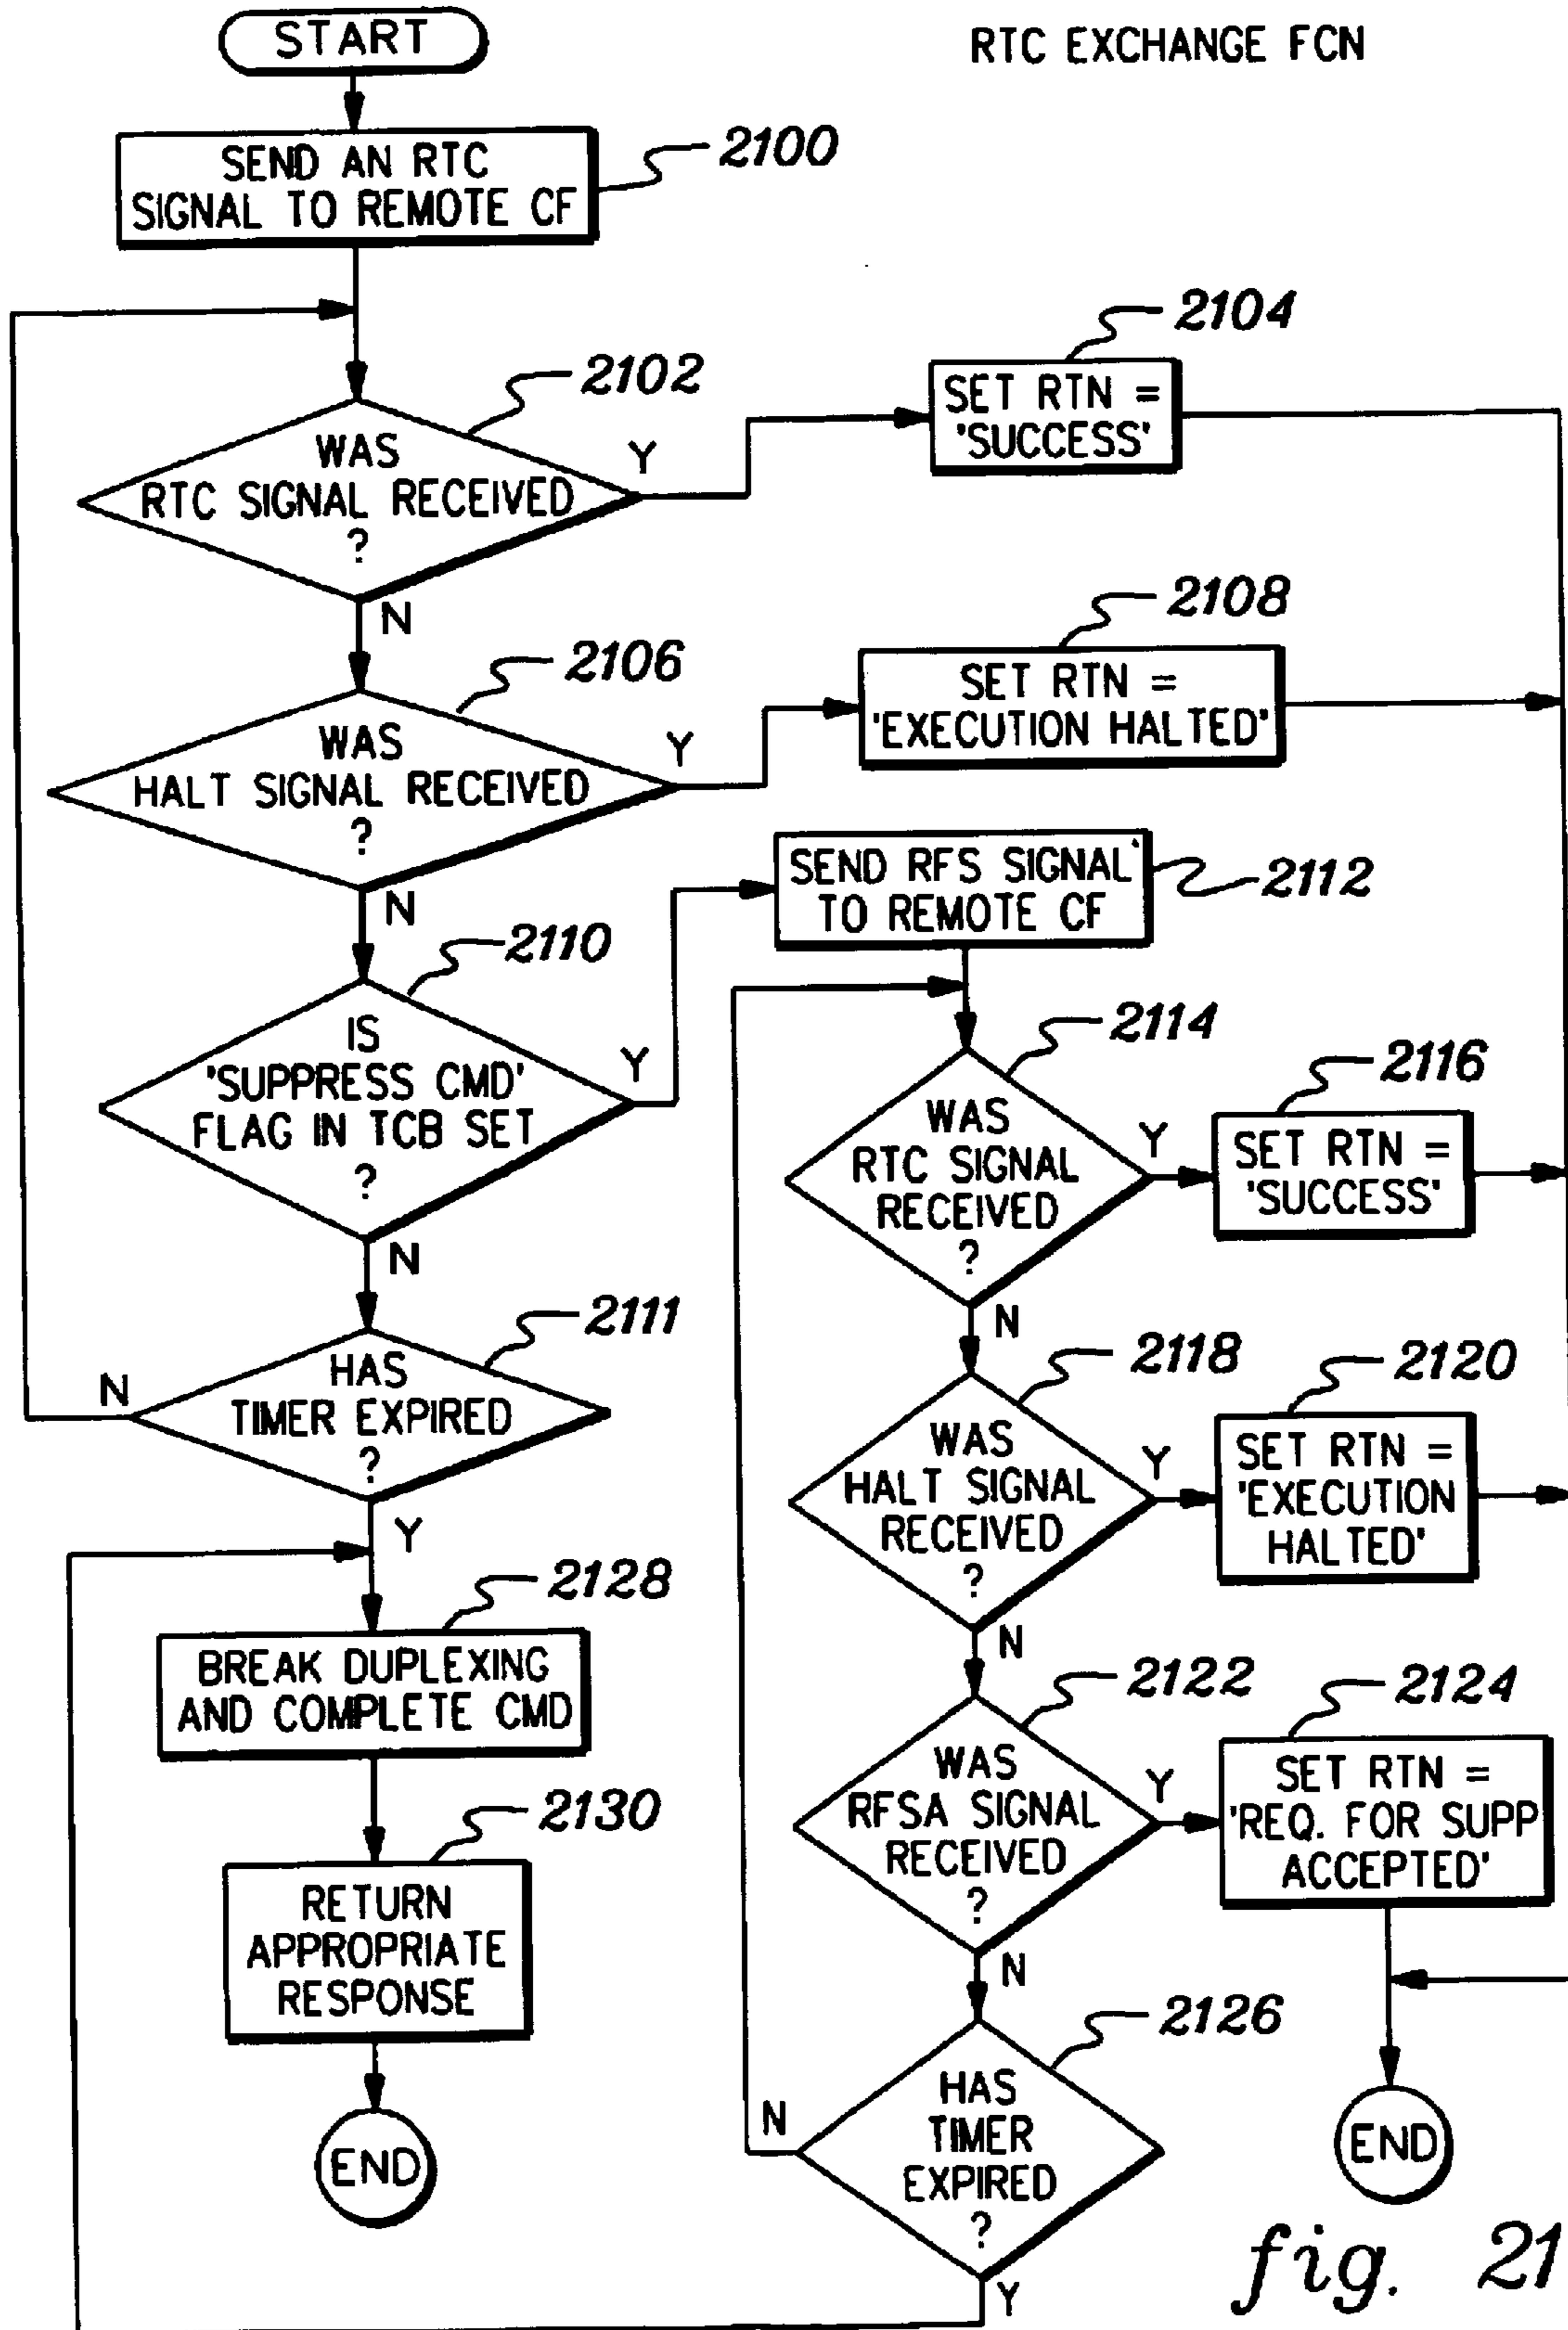 START
RTC EXCHANGE FCN
SEND AN RTC
SIGNAL TO REMOTE CF
2100
2102
WAS
RTC SIGNAL RECEIVED
?
Y
N
2104
SET RTN =
'SUCCESS'
2106
WAS
HALT SIGNAL RECEIVED
?
Y
N
2108
SET RTN =
'EXECUTION HALTED'
2110
IS
'SUPPRESS CMD'
FLAG IN TCB SET
?
Y
N
SEND RFS SIGNAL
TO REMOTE CF
2112
2114
WAS
RTC SIGNAL
RECEIVED
?
Y
N
2116
SET RTN =
'SUCCESS'
2111
HAS
TIMER EXPIRED
?
N
Y
2118
WAS
HALT SIGNAL
RECEIVED
?
Y
N
2120
SET RTN =
'EXECUTION
HALTED'
2128
BREAK DUPLEXING
AND COMPLETE CMD
2122
WAS
RFSA SIGNAL
RECEIVED
?
Y
N
2124
SET RTN =
'REQ. FOR SUPP
ACCEPTED'
2130
RETURN
APPROPRIATE
RESPONSE
END
2126
HAS
TIMER
EXPIRED
?
N
Y
END
fig. 21